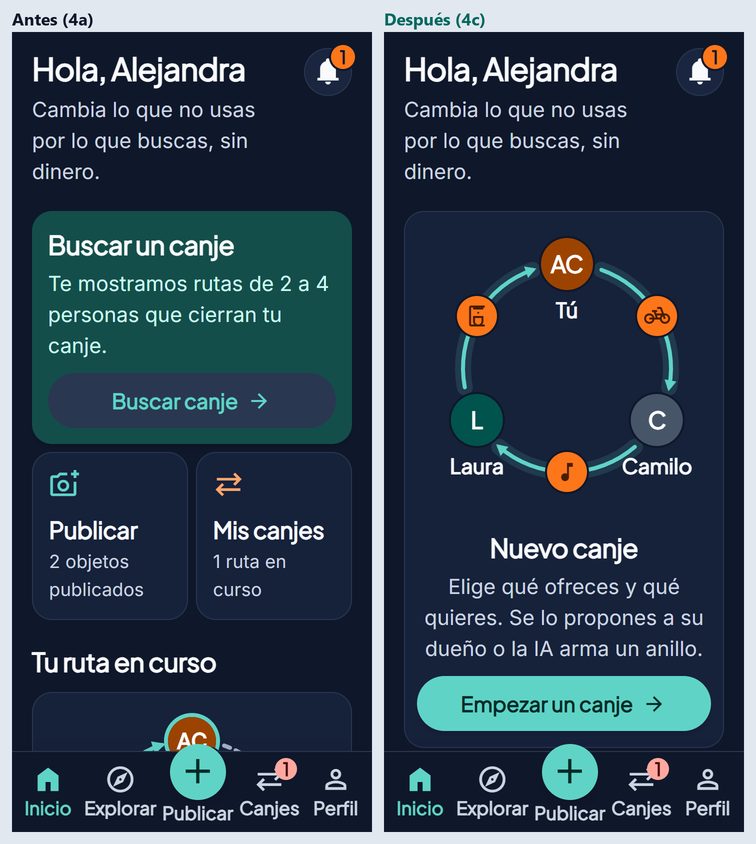 Antes (4a)
Hola, Alejandra
1
Cambia lo que no usas
por lo que buscas, sin
dinero.
Buscar un canje
Te mostramos rutas de 2 a 4
personas que cierran tu
canje.
Buscar canje →
Publicar
2 objetos
publicados
Mis canjes
1 ruta en
curso
Tu ruta en curso
AC
1
Inicio
Explorar
Publicar
Canjes
Perfil
Después (4c)
Hola, Alejandra
1
Cambia lo que no usas
por lo que buscas, sin
dinero.
AC
Tú
L
Laura
C
Camilo
Nuevo canje
Elige qué ofreces y qué
quieres. Se lo propones a su
dueño o la IA arma un anillo.
Empezar un canje →
1
Inicio
Explorar
Publicar
Canjes
Perfil